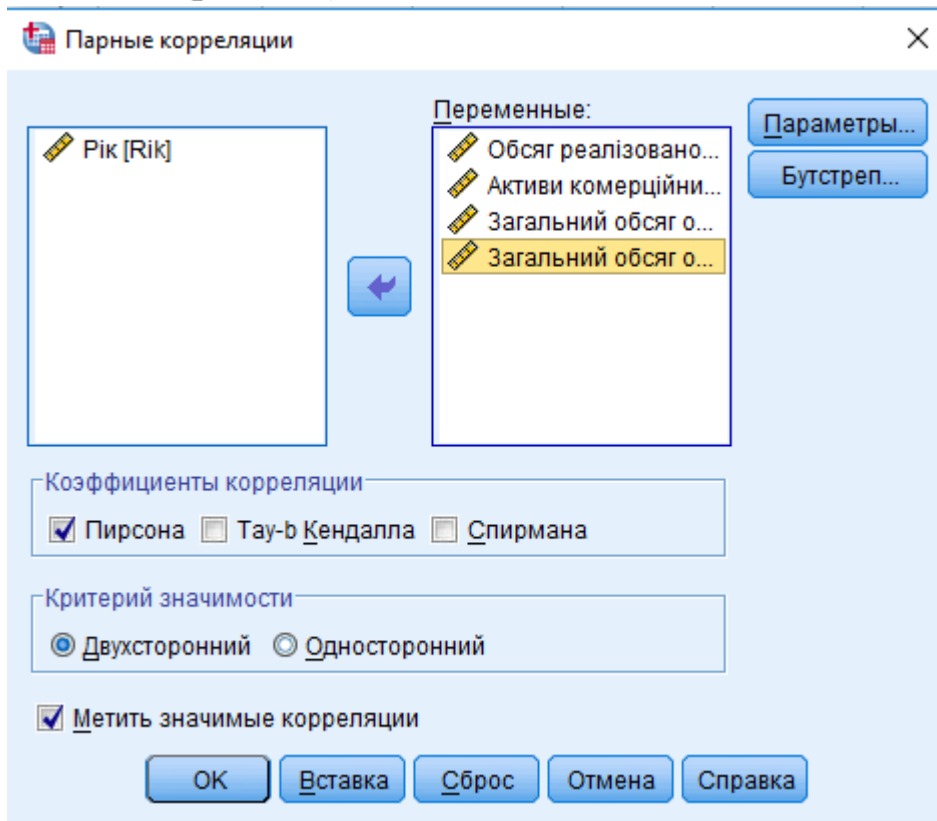 Парные корреляции
Переменные:
Рік [Rik]
Обсяг реалізовано...
Активи комерційни...
Загальний обсяг о...
Загальний обсяг о...
Параметры...
Бутстреп...
Коэффициенты корреляции
Пирсона Тау-b Кендалла Спирмана
Критерий значимости
Двухсторонний Односторонний
Метить значимые корреляции
OK Вставка Сброс Отмена Справка